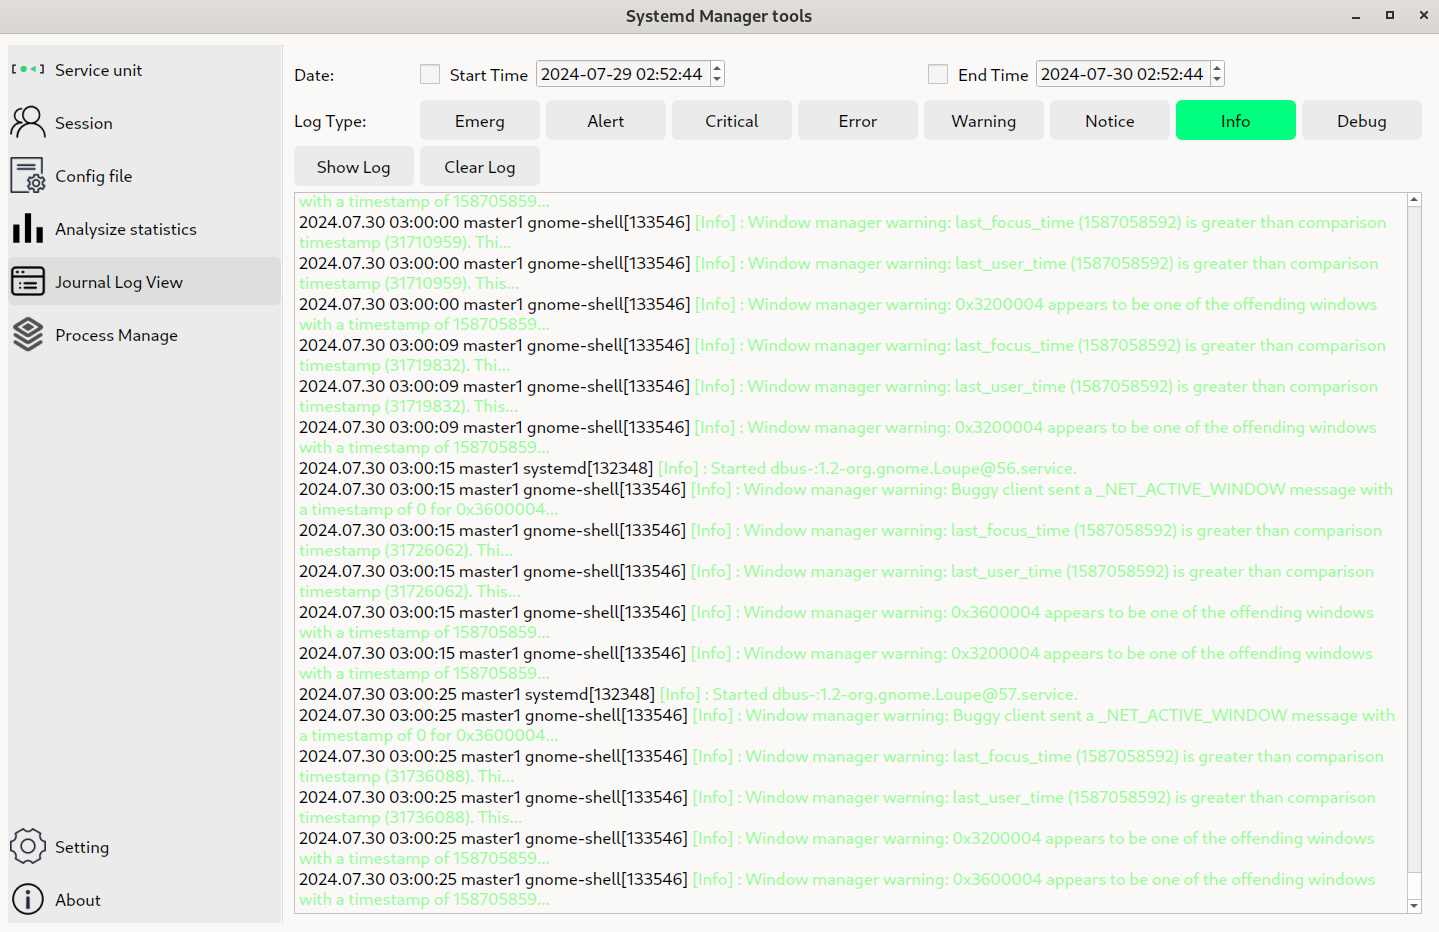 Systemd Manager tools
Service unit
Session
Config file
Analysize statistics
Journal Log View
Process Manage
Setting
About
Date:
Start Time
2024-07-29 02:52:44
End Time
2024-07-30 02:52:44
Log Type:
Emerg
Alert
Critical
Error
Warning
Notice
Info
Debug
Show Log
Clear Log
with a timestamp of 158705859...
2024.07.30 03:00:00 master1 gnome-shell[133546] [Info] : Window manager warning: last_focus_time (1587058592) is greater than comparison
timestamp (31710959). Thi...
2024.07.30 03:00:00 master1 gnome-shell[133546] [Info] : Window manager warning: last_user_time (1587058592) is greater than comparison
timestamp (31710959). This...
2024.07.30 03:00:00 master1 gnome-shell[133546] [Info] : Window manager warning: 0x3200004 appears to be one of the offending windows
with a timestamp of 158705859...
2024.07.30 03:00:09 master1 gnome-shell[133546] [Info] : Window manager warning: last_focus_time (1587058592) is greater than comparison
timestamp (31719832). Thi...
2024.07.30 03:00:09 master1 gnome-shell[133546] [Info] : Window manager warning: last_user_time (1587058592) is greater than comparison
timestamp (31719832). This...
2024.07.30 03:00:09 master1 gnome-shell[133546] [Info] : Window manager warning: 0x3200004 appears to be one of the offending windows
with a timestamp of 158705859...
2024.07.30 03:00:15 master1 systemd[132348] [Info] : Started dbus-:1.2-org.gnome.Loupe@56.service.
2024.07.30 03:00:15 master1 gnome-shell[133546] [Info] : Window manager warning: Buggy client sent a _NET_ACTIVE_WINDOW message with
a timestamp of 0 for 0x3600004...
2024.07.30 03:00:15 master1 gnome-shell[133546] [Info] : Window manager warning: last_focus_time (1587058592) is greater than comparison
timestamp (31726062). Thi...
2024.07.30 03:00:15 master1 gnome-shell[133546] [Info] : Window manager warning: last_user_time (1587058592) is greater than comparison
timestamp (31726062). This...
2024.07.30 03:00:15 master1 gnome-shell[133546] [Info] : Window manager warning: 0x3600004 appears to be one of the offending windows
with a timestamp of 158705859...
2024.07.30 03:00:15 master1 gnome-shell[133546] [Info] : Window manager warning: 0x3200004 appears to be one of the offending windows
with a timestamp of 158705859...
2024.07.30 03:00:25 master1 systemd[132348] [Info] : Started dbus-:1.2-org.gnome.Loupe@57.service.
2024.07.30 03:00:25 master1 gnome-shell[133546] [Info] : Window manager warning: Buggy client sent a _NET_ACTIVE_WINDOW message with
a timestamp of 0 for 0x3600004...
2024.07.30 03:00:25 master1 gnome-shell[133546] [Info] : Window manager warning: last_focus_time (1587058592) is greater than comparison
timestamp (31736088). Thi...
2024.07.30 03:00:25 master1 gnome-shell[133546] [Info] : Window manager warning: last_user_time (1587058592) is greater than comparison
timestamp (31736088). This...
2024.07.30 03:00:25 master1 gnome-shell[133546] [Info] : Window manager warning: 0x3200004 appears to be one of the offending windows
with a timestamp of 158705859...
2024.07.30 03:00:25 master1 gnome-shell[133546] [Info] : Window manager warning: 0x3600004 appears to be one of the offending windows
with a timestamp of 158705859...